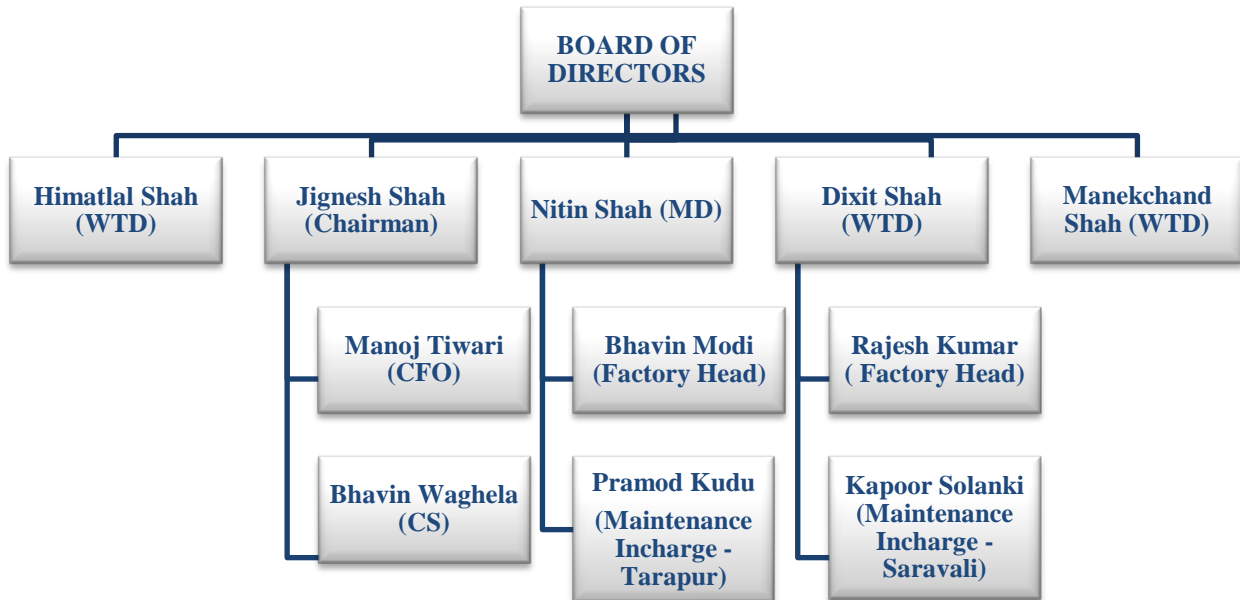 BOARD OF
DIRECTORS
Himatlal Shah
(WTD)
Jignesh Shah
(Chairman)
Nitin Shah (MD)
Dixit Shah
(WTD)
Manekchand
Shah (WTD)
Manoj Tiwari
(CFO)
Bhavin Modi
(Factory Head)
Rajesh Kumar
( Factory Head)
Bhavin Waghela
(CS)
Pramod Kudu
(Maintenance
Incharge -
Tarapur)
Kapoor Solanki
(Maintenance
Incharge -
Saravali)